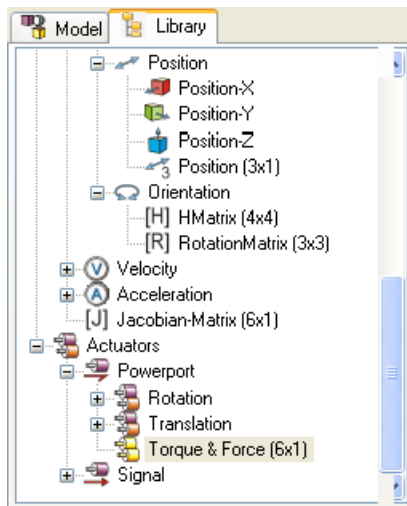 Model Library
Position
Position-X
Position-Y
Position-Z
3 Position (3x1)
Orientation
[H] HMatrix (4x4)
[R] RotationMatrix (3x3)
V Velocity
A Acceleration
[J] Jacobian-Matrix (6x1)
Actuators
Powerport
Rotation
Translation
Torque & Force (6x1)
Signal